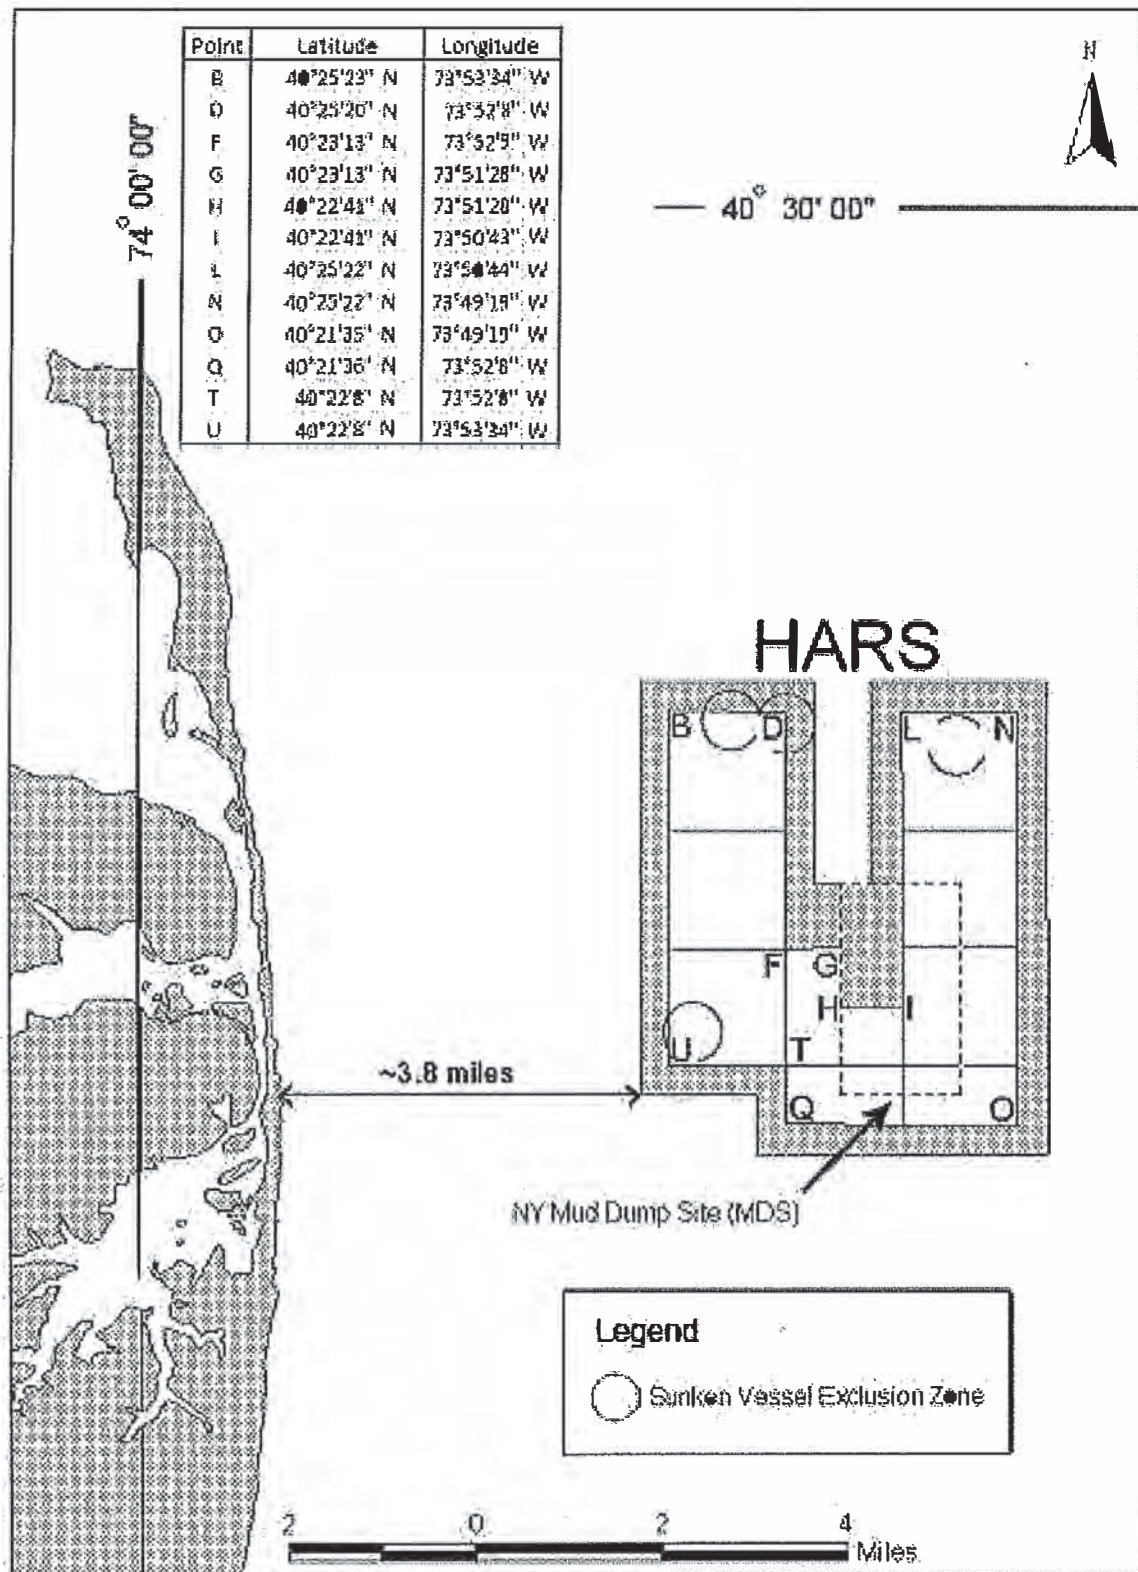 Point Latitude Longitude
B 40°25'23" N 73°53'34" W
D 40°25'20" N 73°52'8" W
F 40°23'13" N 73°52'9" W
G 40°23'13" N 73°51'28" W
H 40°22'41" N 73°51'28" W
I 40°22'41" N 73°50'43" W
L 40°25'22" N 73°50'44" W
N 40°25'22" N 73°49'19" W
O 40°21'35" N 73°49'19" W
Q 40°21'36" N 73°52'8" W
T 40°22'8" N 73°52'8" W
U 40°22'8" N 73°53'34" W
N
74° 00' 00"
40° 30' 00"
HARS
B D L N
F G
H I
U T
~3.8 miles
Q O
NY Mud Dump Site (MDS)
Legend
Sunken Vessel Exclusion Zone
2 0 2 4
Miles